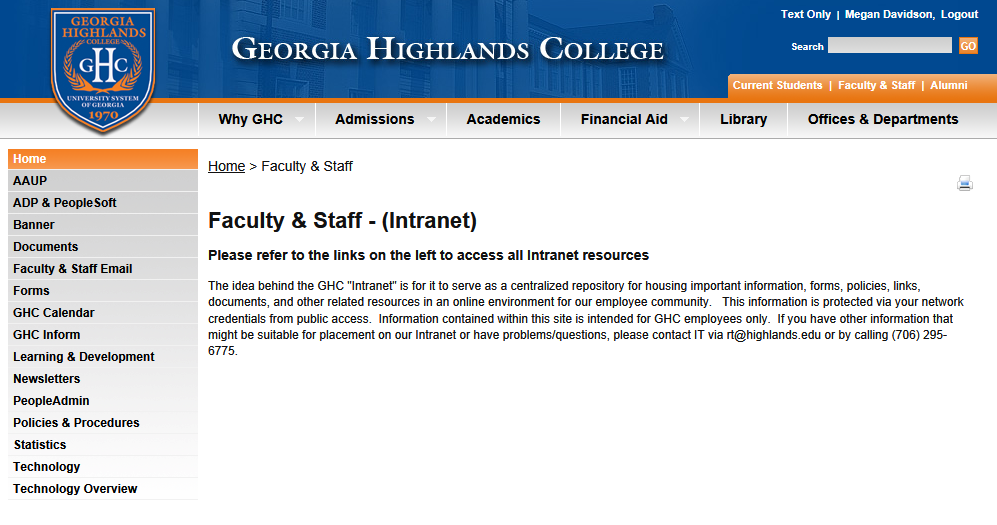 GEORGIA
HIGHLANDS
COLLEGE
GHC
UNIVERSITY SYSTEM
OF GEORGIA
1970
GEORGIA HIGHLANDS COLLEGE
Text Only | Megan Davidson, Logout
Search GO
Current Students | Faculty & Staff | Alumni
Why GHC Admissions Academics Financial Aid Library Offices & Departments
Home
AAUP
ADP & PeopleSoft
Banner
Documents
Faculty & Staff Email
Forms
GHC Calendar
GHC Inform
Learning & Development
Newsletters
PeopleAdmin
Policies & Procedures
Statistics
Technology
Technology Overview
Home > Faculty & Staff
Faculty & Staff - (Intranet)
Please refer to the links on the left to access all Intranet resources
The idea behind the GHC "Intranet" is for it to serve as a centralized repository for housing important information, forms, policies, links,
documents, and other related resources in an online environment for our employee community. This information is protected via your network
credentials from public access. Information contained within this site is intended for GHC employees only. If you have other information that
might be suitable for placement on our Intranet or have problems/questions, please contact IT via rt@highlands.edu or by calling (706) 295-
6775.